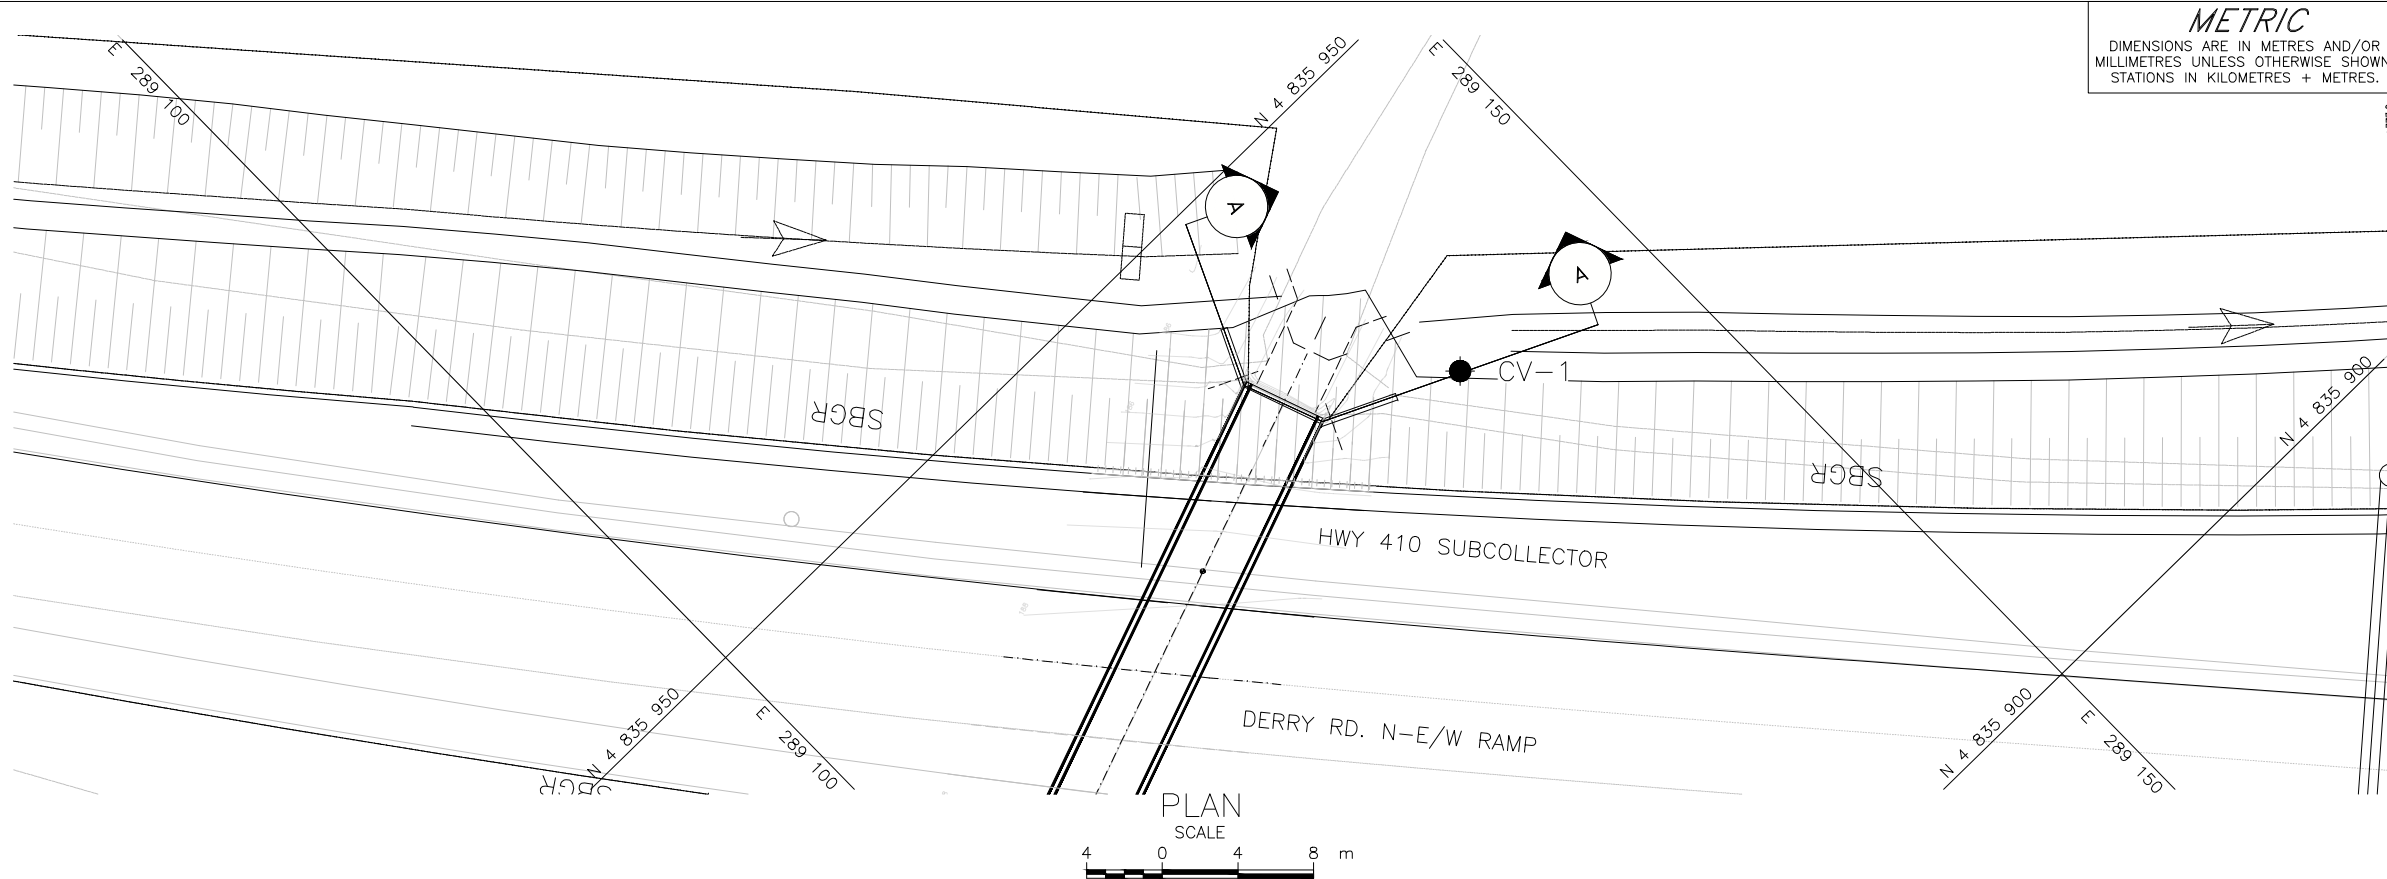 METRIC
DIMENSIONS ARE IN METRES AND/OR
MILLIMETRES UNLESS OTHERWISE SHOWN
STATIONS IN KILOMETRES + METRES.
E 289 100
N 4 835 950
E 289 150
A
A
CV-1
SBGR
SBGR
N 4 835 900
HWY 410 SUBCOLLECTOR
DERRY RD. N-E/W RAMP
N 4 835 950
E 289 100
N 4 835 900
E 289 150
SBGR
PLAN
SCALE
4 0 4 8 m